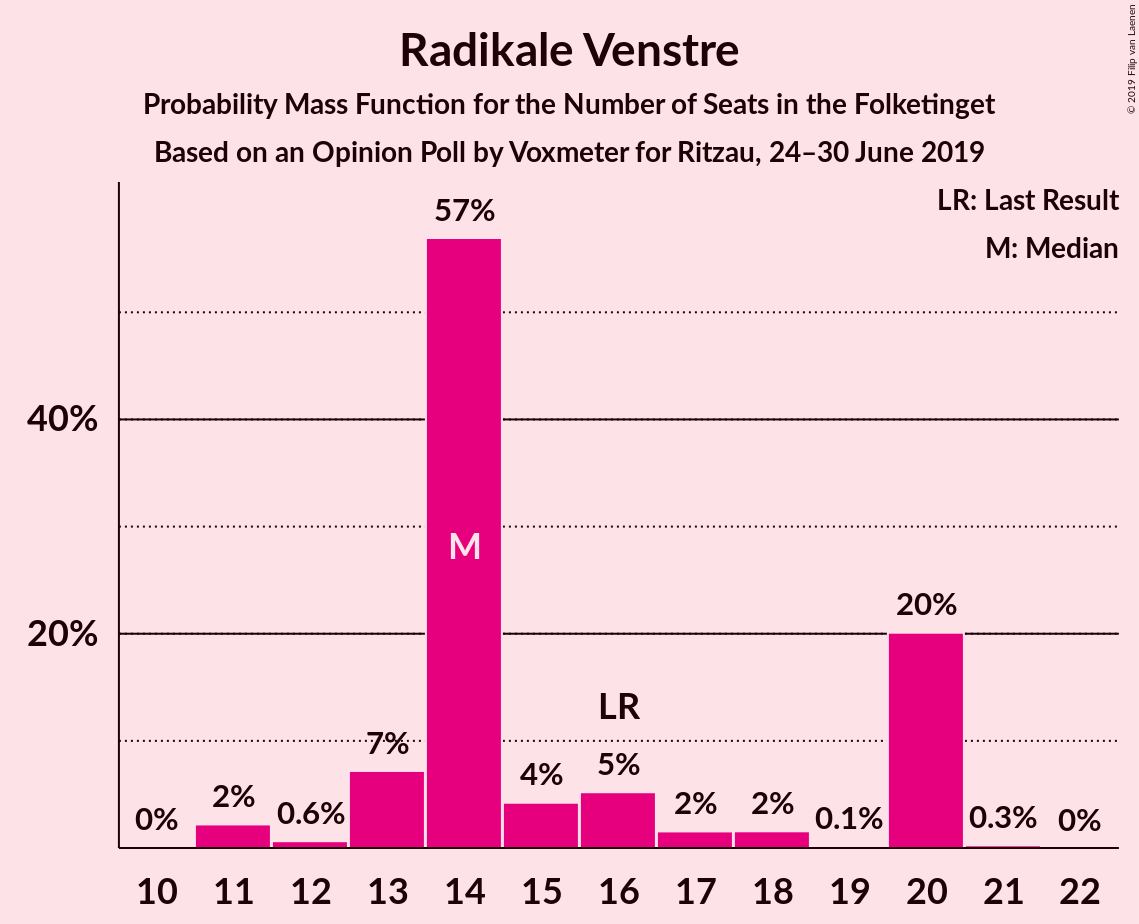 Radikale Venstre
Probability Mass Function for the Number of Seats in the Folketinget
Based on an Opinion Poll by Voxmeter for Ritzau, 24–30 June 2019
© 2019 Filip van Laenen
LR: Last Result
M: Median
57%
40%
M
20%
20%
LR
7%
4%
5%
0%
2%
0.6%
2%
2%
0.1%
0.3%
0%
10 11 12 13 14 15 16 17 18 19 20 21 22